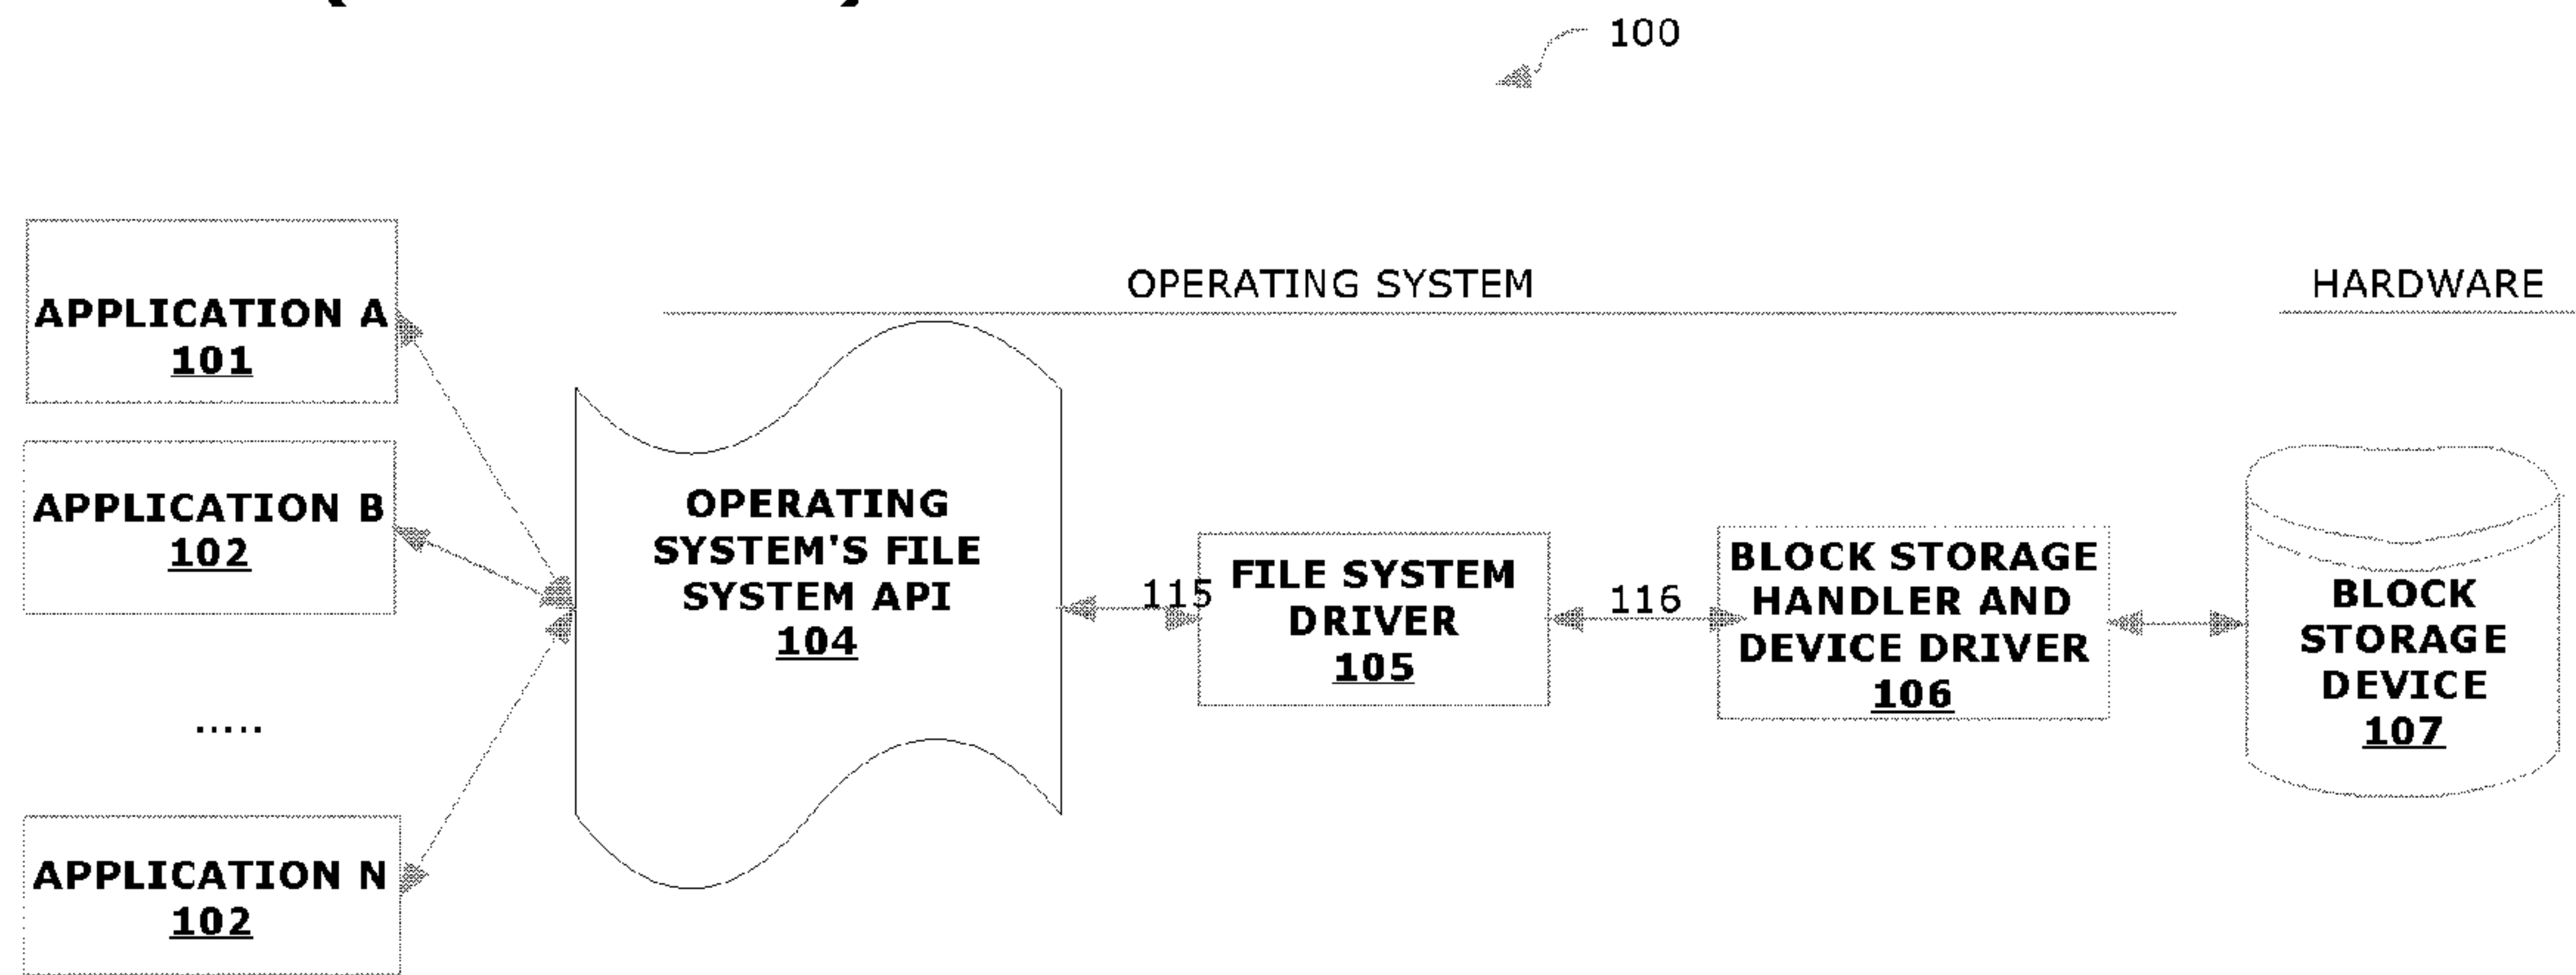 100
OPERATING SYSTEM
HARDWARE
APPLICATION A
101
APPLICATION B
102
.....
APPLICATION N
102
OPERATING
SYSTEM'S FILE
SYSTEM API
104
115
FILE SYSTEM
DRIVER
105
116
BLOCK STORAGE
HANDLER AND
DEVICE DRIVER
106
BLOCK
STORAGE
DEVICE
107